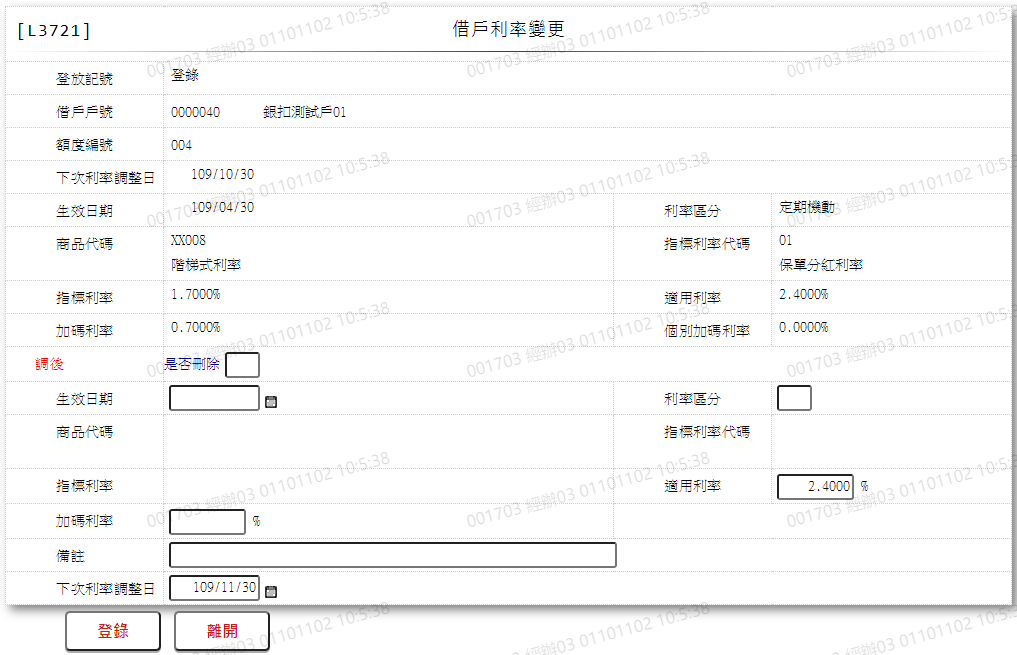 [L3721] 借戶利率變更
登放記號 登錄
借戶戶號 0000040 銀扣測試戶01
額度編號 004
下次利率調整日 109/10/30
生效日期 109/04/30 利率區分 定期機動
商品代碼 XX008 指標利率代碼 01
階梯式利率 保單分紅利率
指標利率 1.7000% 適用利率 2.4000%
加碼利率 0.7000% 個別加碼利率 0.0000%
調後 是否刪除
生效日期 利率區分
商品代碼 指標利率代碼
指標利率 適用利率 2.4000 %
加碼利率 %
備註
下次利率調整日 109/11/30
登錄 離開
001703 經辦03 01101102 10:5:38